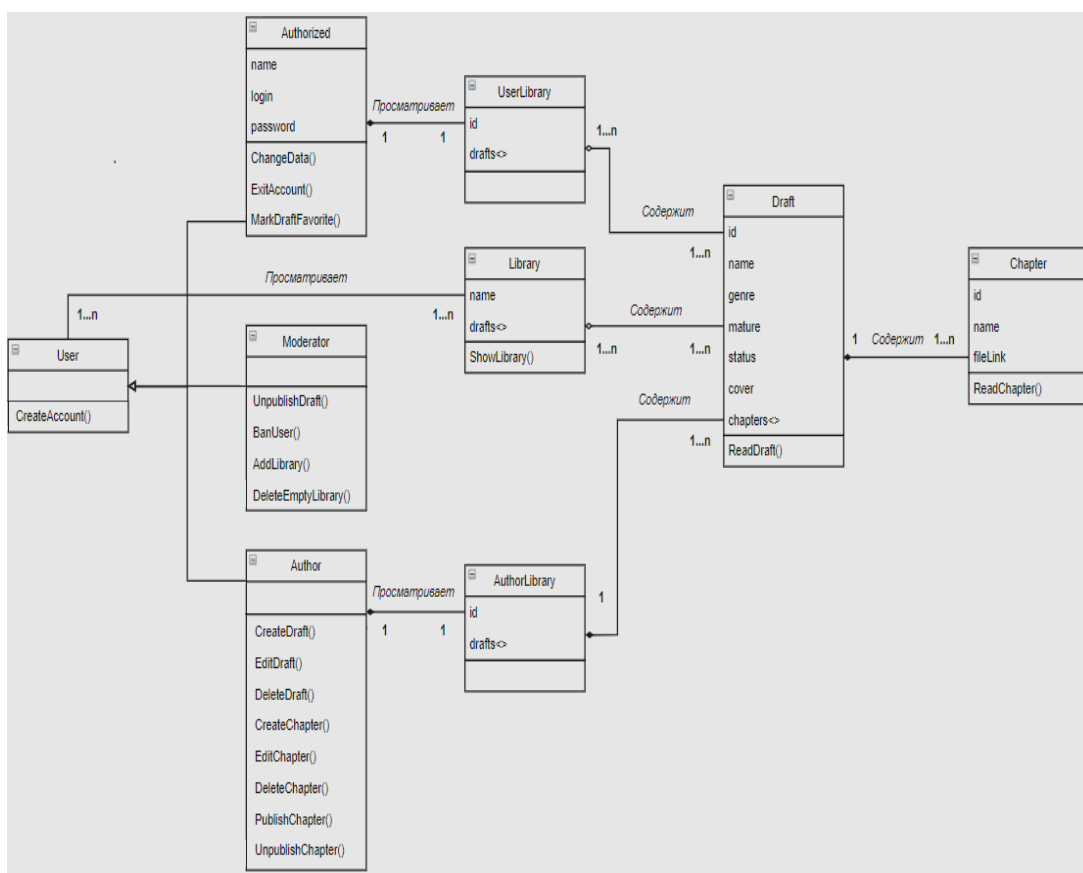 Authorized
name
login
password
ChangeData()
ExitAccount()
MarkDraftFavorite()
Просматривает
1
1
UserLibrary
id
drafts<>
1...n
Содержит
1...n
Просматривает
1...n
1...n
Library
name
drafts<>
ShowLibrary()
Содержит
1...n
1...n
Draft
id
name
genre
mature
status
cover
chapters<>
ReadDraft()
1
Содержит
1...n
Chapter
id
name
fileLink
ReadChapter()
User
CreateAccount()
Moderator
UnpublishDraft()
BanUser()
AddLibrary()
DeleteEmptyLibrary()
Содержит
1...n
1
Author
CreateDraft()
EditDraft()
DeleteDraft()
CreateChapter()
EditChapter()
DeleteChapter()
PublishChapter()
UnpublishChapter()
Просматривает
1
1
AuthorLibrary
id
drafts<>